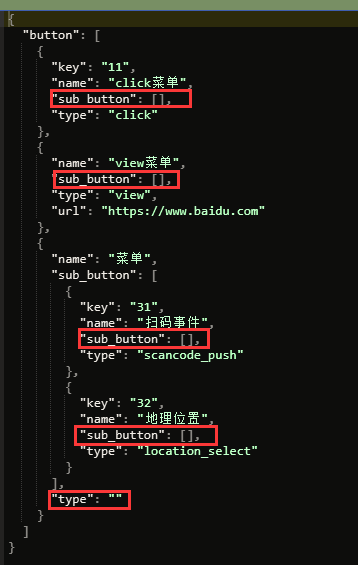 {
"button": [
{
"key": "11",
"name": "click菜单",
"sub_button": [],
"type": "click"
},
{
"name": "view菜单",
"sub_button": [],
"type": "view",
"url": "https://www.baidu.com"
},
{
"name": "菜单",
"sub_button": [
{
"key": "31",
"name": "扫码事件",
"sub_button": [],
"type": "scancode_push"
},
{
"key": "32",
"name": "地理位置",
"sub_button": [],
"type": "location_select"
}
],
"type": ""
}
]
}